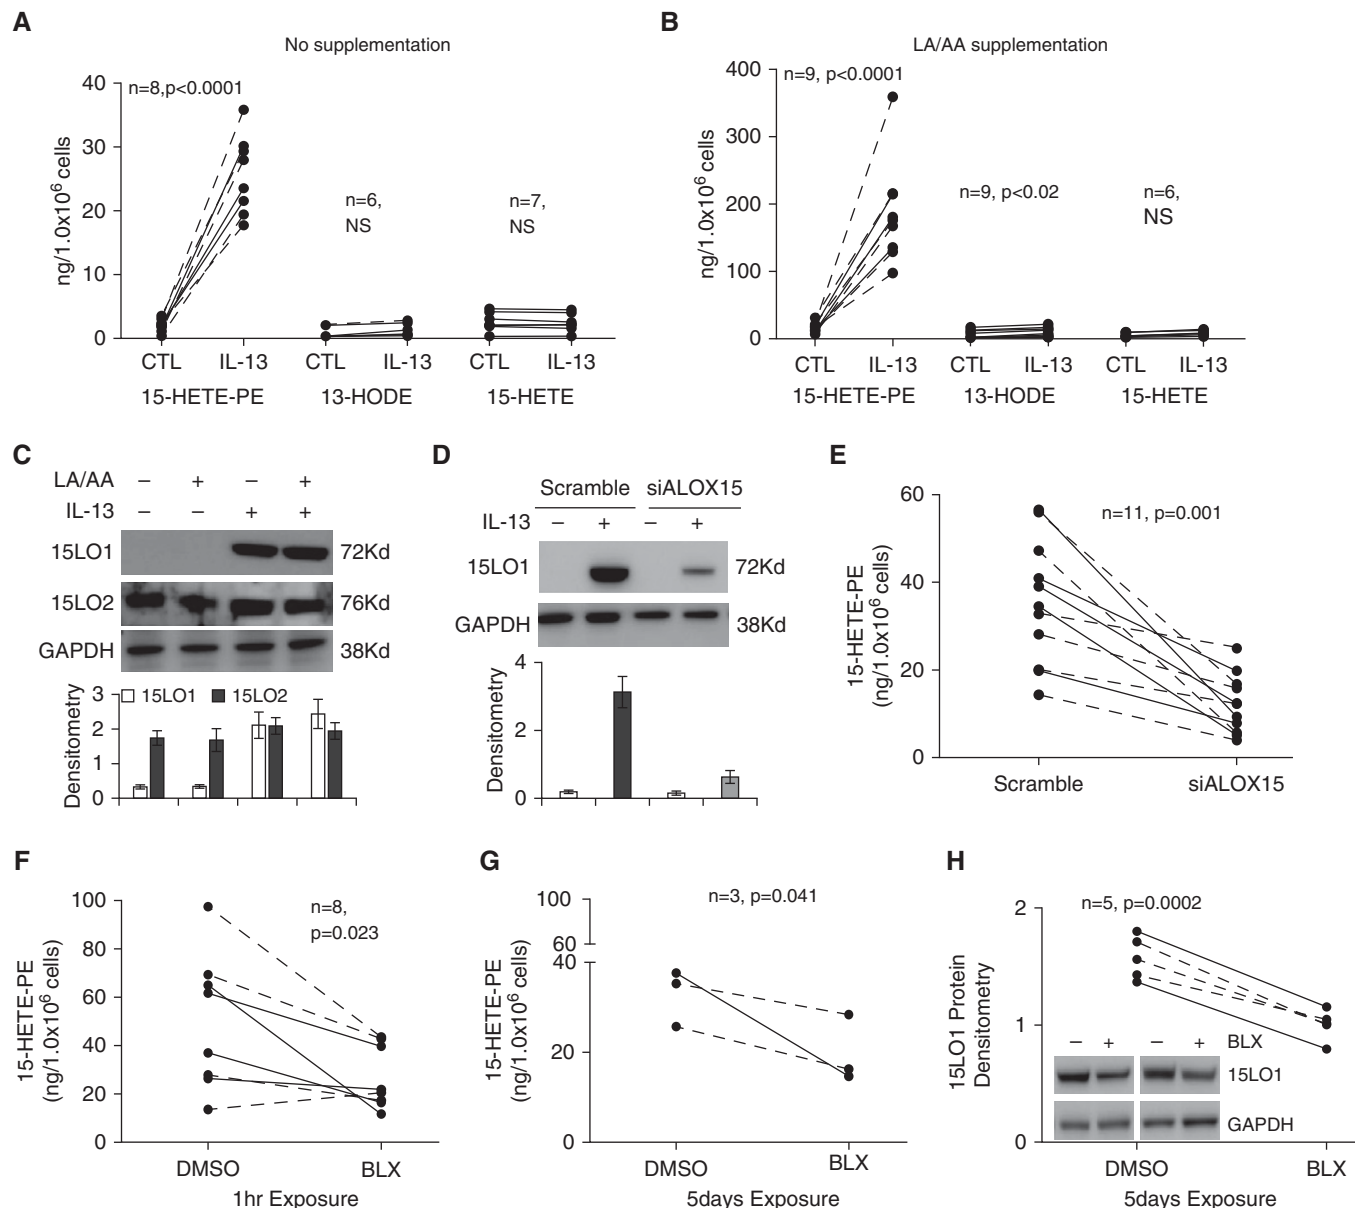 A
No supplementation
n=8,p<0.0001
40
30
20
10
0
ng/1.0x10⁶ cells
n=6,
NS
n=7,
NS
CTL IL-13 CTL IL-13 CTL IL-13
15-HETE-PE 13-HODE 15-HETE
B
LA/AA supplementation
n=9, p<0.0001
400
300
200
100
0
ng/1.0x10⁶ cells
n=9, p<0.02
n=6,
NS
CTL IL-13 CTL IL-13 CTL IL-13
15-HETE-PE 13-HODE 15-HETE
C
LA/AA – + – +
IL-13 – – + +
15LO1 72Kd
15LO2 76Kd
GAPDH 38Kd
15LO1 15LO2
3
2
1
0
Densitometry
D
Scramble siALOX15
IL-13 – + – +
15LO1 72Kd
GAPDH 38Kd
4
2
0
Densitometry
E
n=11, p=0.001
60
40
20
0
15-HETE-PE
(ng/1.0x10⁶ cells)
Scramble siALOX15
F
n=8,
p=0.023
100
80
60
40
20
0
15-HETE-PE
(ng/1.0x10⁶ cells)
DMSO BLX
1hr Exposure
G
n=3, p=0.041
100
60
40
20
0
15-HETE-PE
(ng/1.0x10⁶ cells)
DMSO BLX
5days Exposure
H
n=5, p=0.0002
2
1
0
15LO1 Protein
Densitometry
– + – + BLX
15LO1
GAPDH
DMSO BLX
5days Exposure